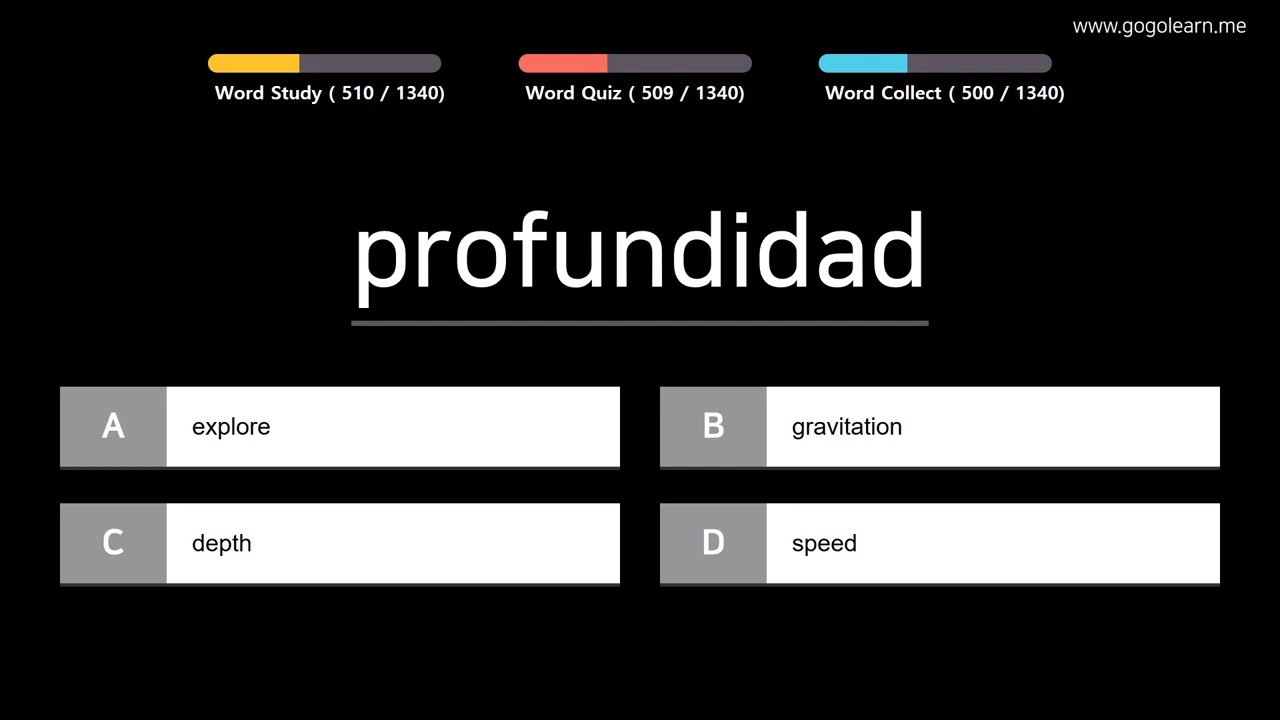 www.gogolearn.me
Word Study ( 510 / 1340)
Word Quiz ( 509 / 1340)
Word Collect ( 500 / 1340)
profundidad
A explore
B gravitation
C depth
D speed